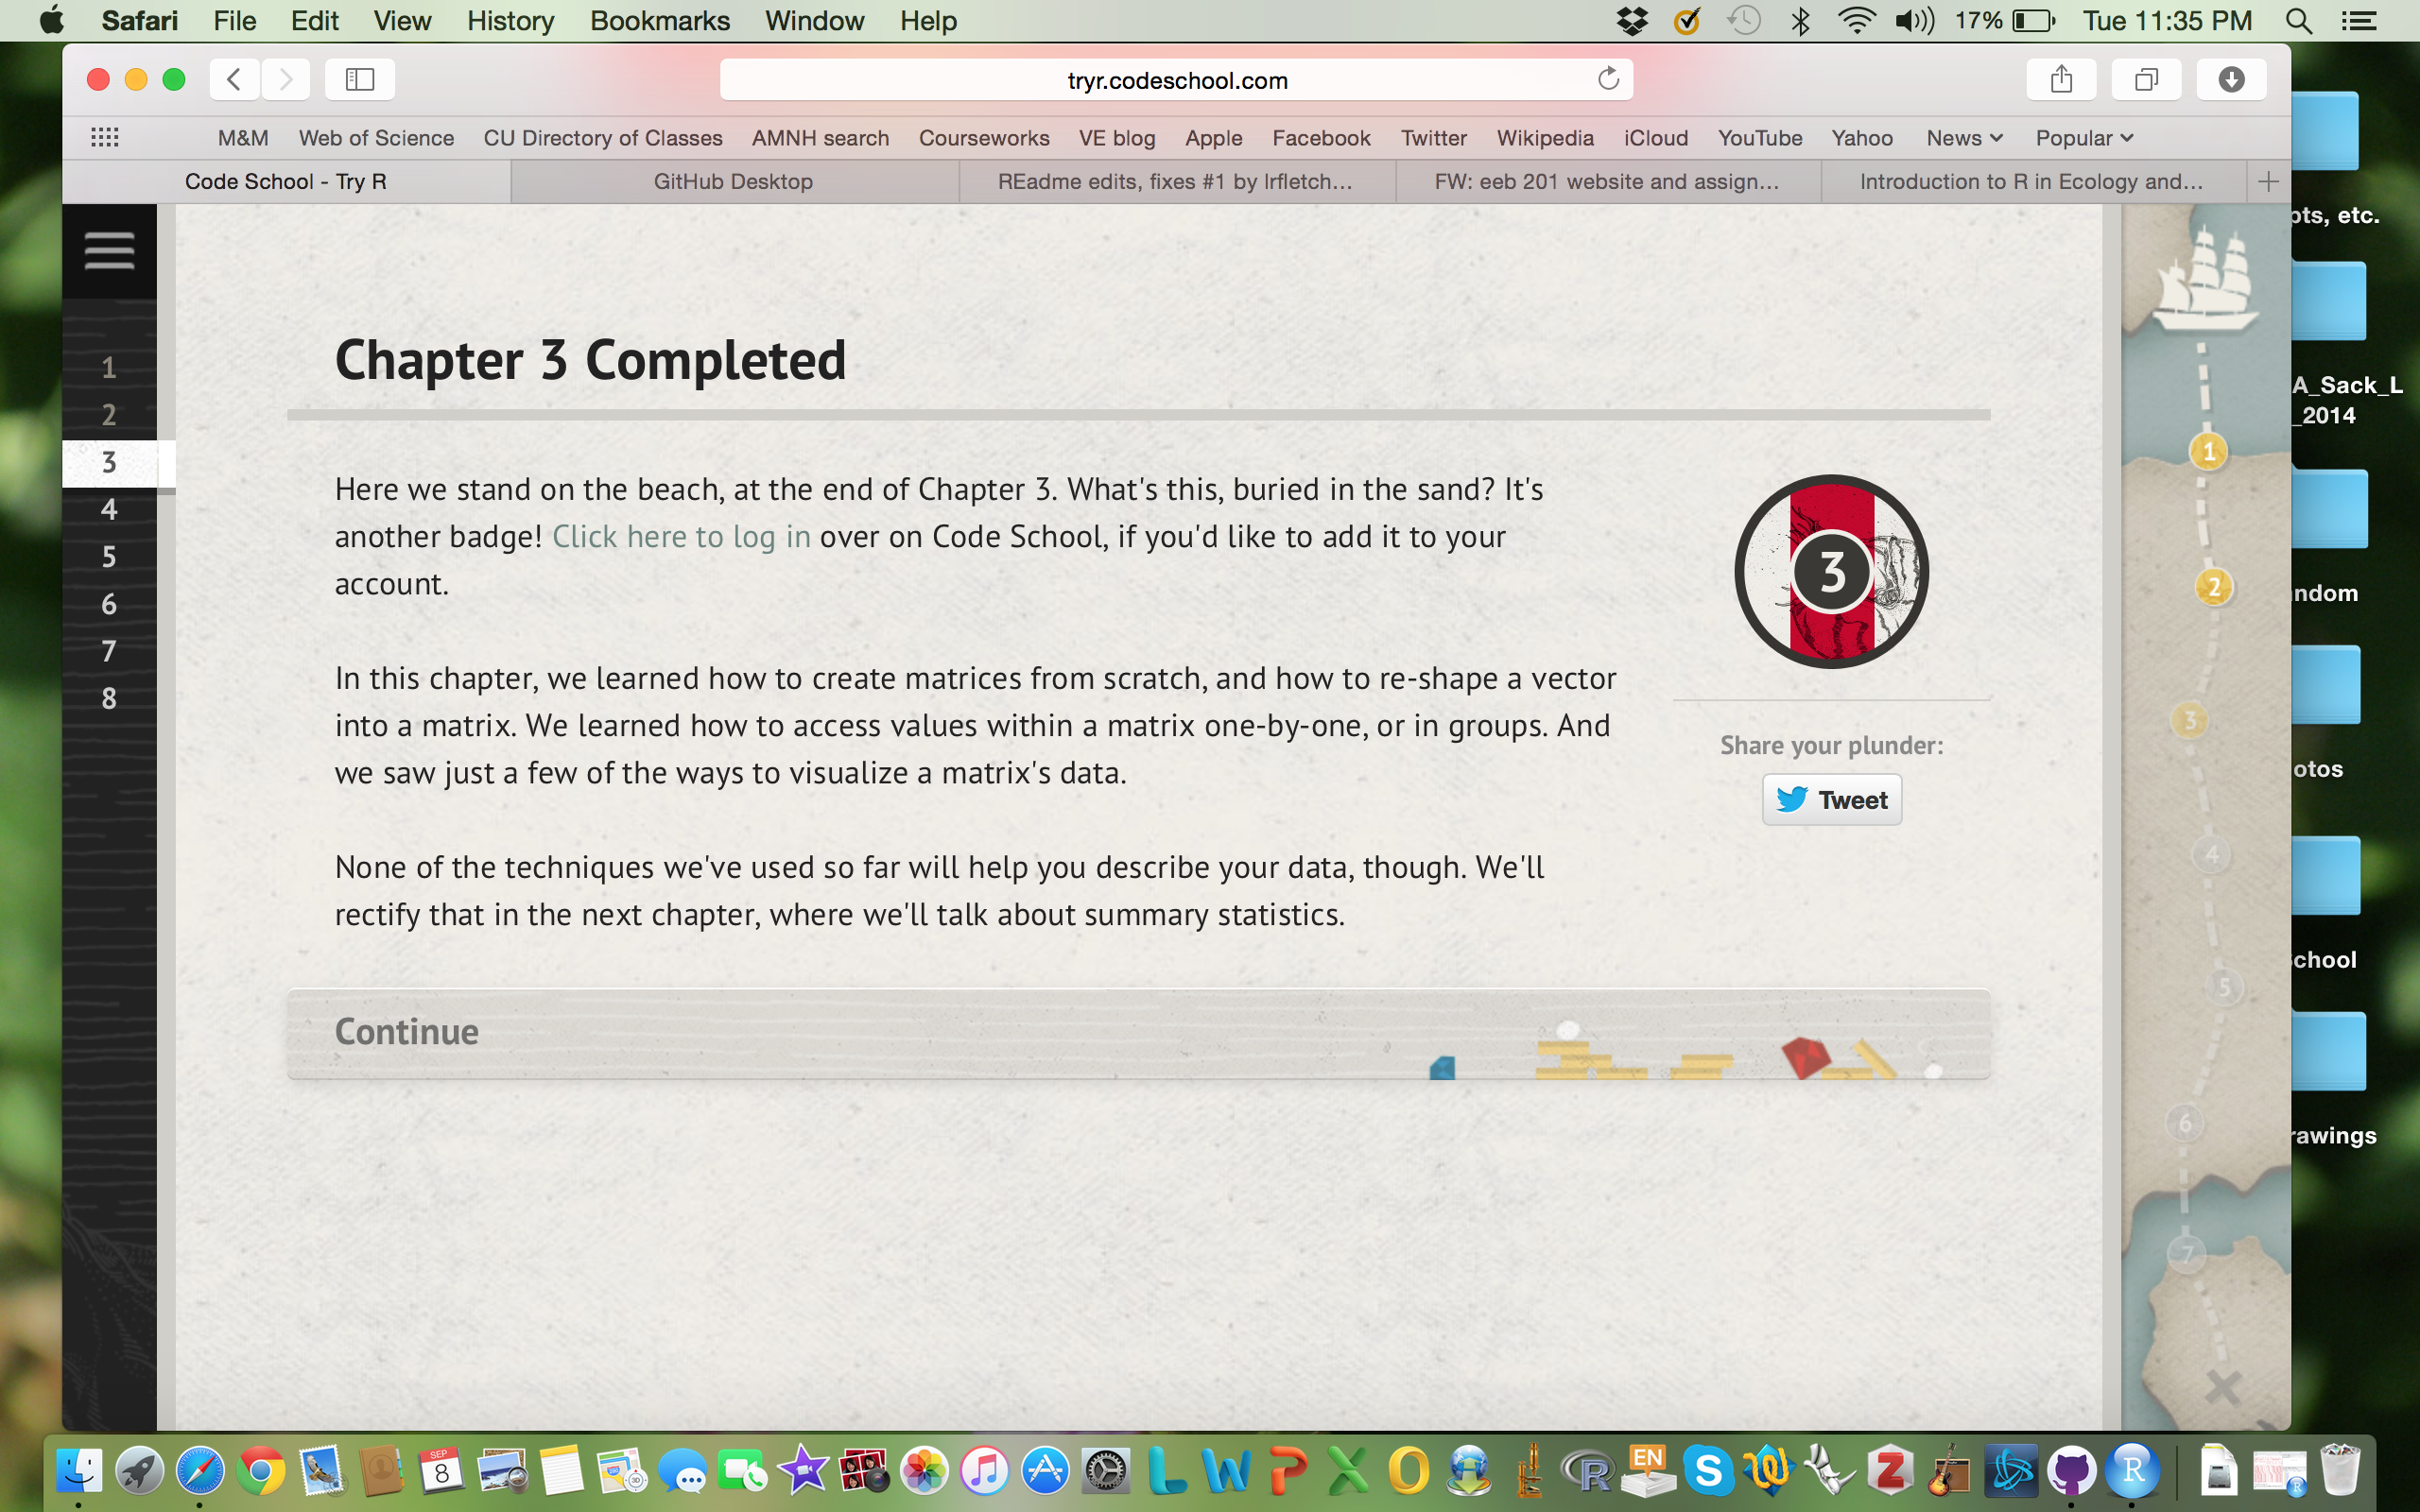 Safari File Edit View History Bookmarks Window Help 17% Tue 11:35 PM
tryr.codeschool.com
M&M Web of Science CU Directory of Classes AMNH search Courseworks VE blog Apple Facebook Twitter Wikipedia iCloud YouTube Yahoo News Popular
Code School - Try R GitHub Desktop REadme edits, fixes #1 by lrfletch... FW: eeb 201 website and assign... Introduction to R in Ecology and...
1
2
3
4
5
6
7
8
Chapter 3 Completed
Here we stand on the beach, at the end of Chapter 3. What's this, buried in the sand? It's
another badge! Click here to log in over on Code School, if you'd like to add it to your
account.
In this chapter, we learned how to create matrices from scratch, and how to re-shape a vector
into a matrix. We learned how to access values within a matrix one-by-one, or in groups. And
we saw just a few of the ways to visualize a matrix's data.
None of the techniques we've used so far will help you describe your data, though. We'll
rectify that in the next chapter, where we'll talk about summary statistics.
Continue
3
Share your plunder:
Tweet
1
2
3
4
5
6
7
pts, etc.
A_Sack_L
_2014
ndom
otos
chool
rawings
SEP
8
3D
L W P X O R EN S Z R